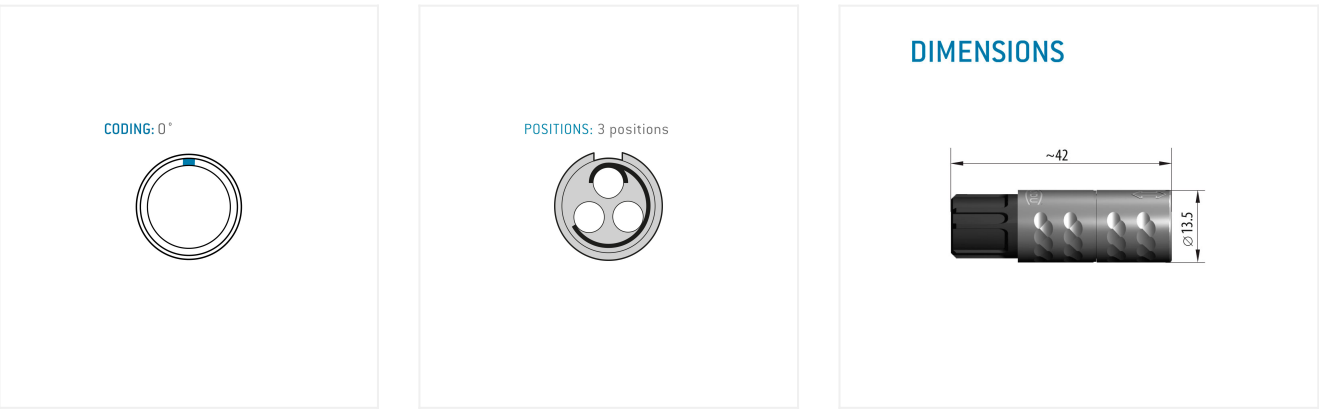 CODING: 0°
POSITIONS: 3 positions
DIMENSIONS
~42
⌀13.5